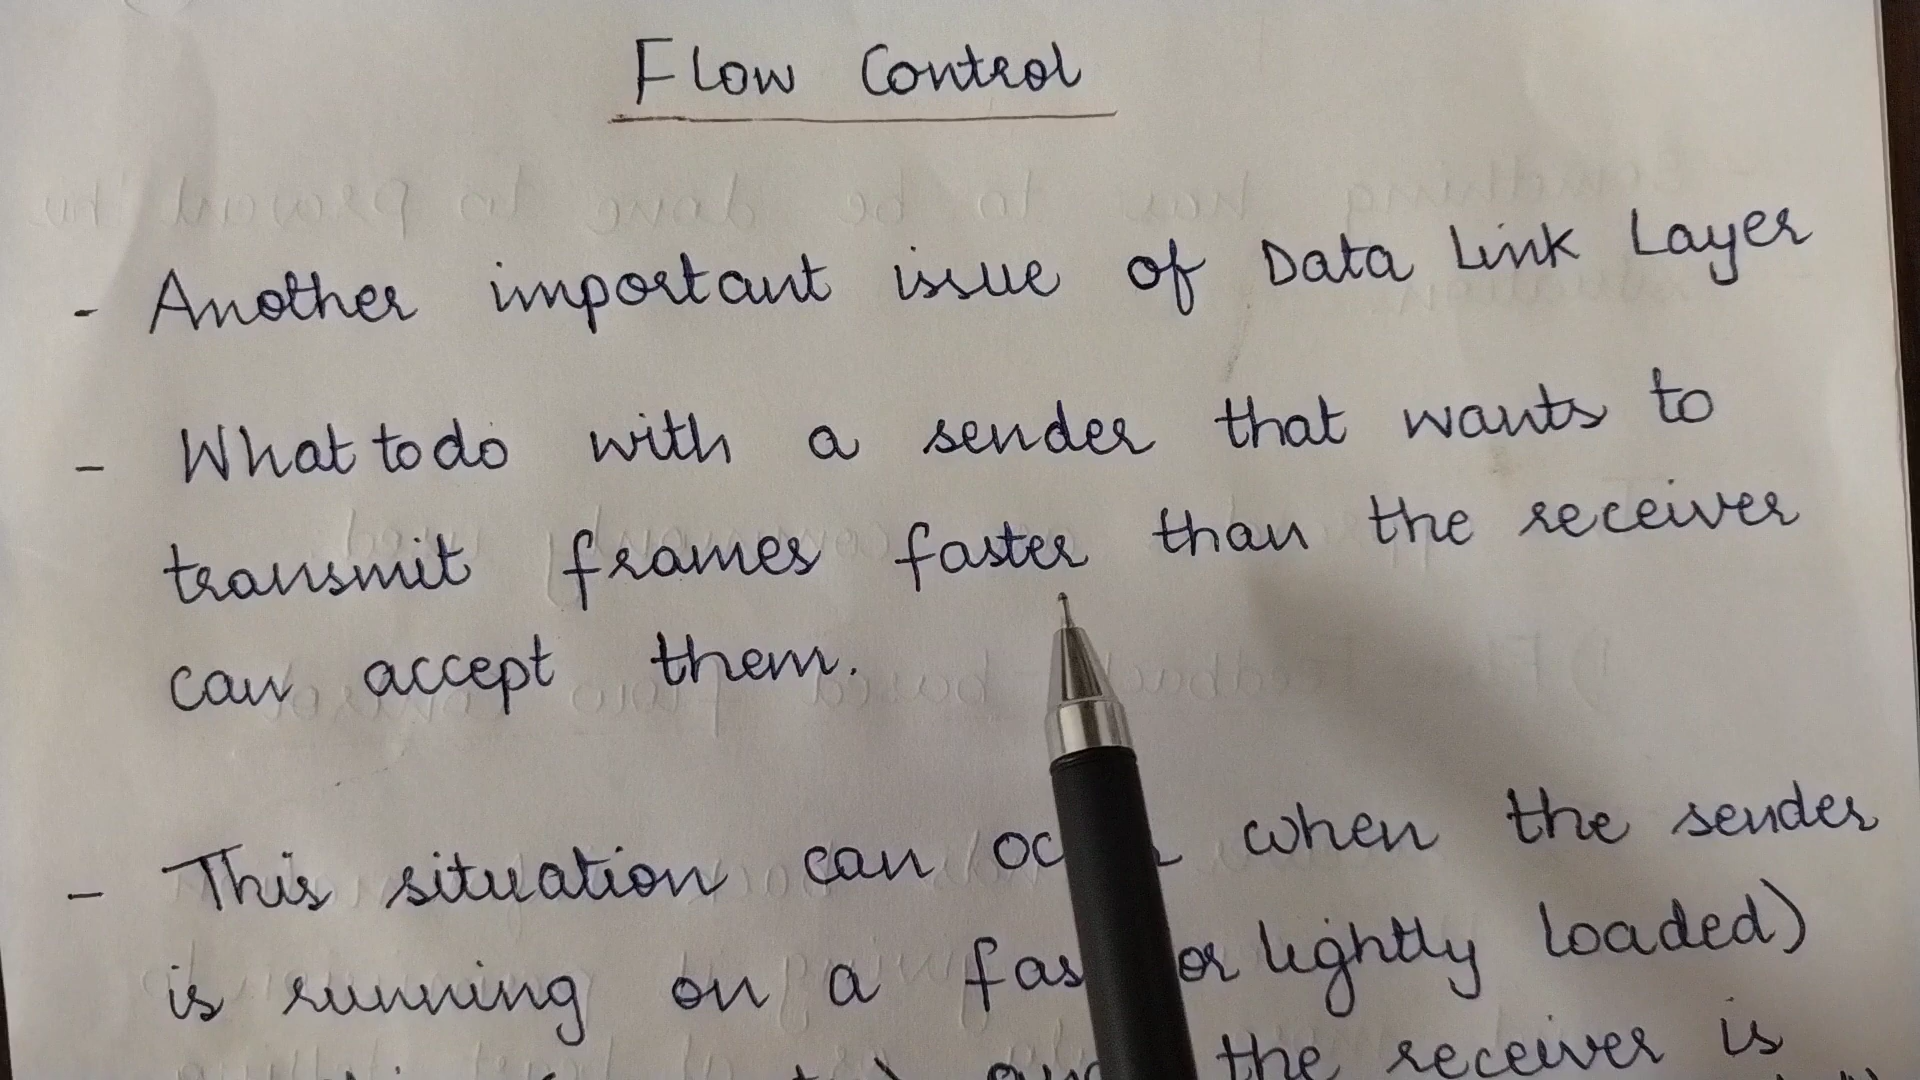 Flow Control
- Another important issue of Data Link Layer
- What to do with a sender that wants to
transmit frames faster than the receiver
can accept them.
- This situation can when the sender
is running on a or lightly loaded)
the receiver is